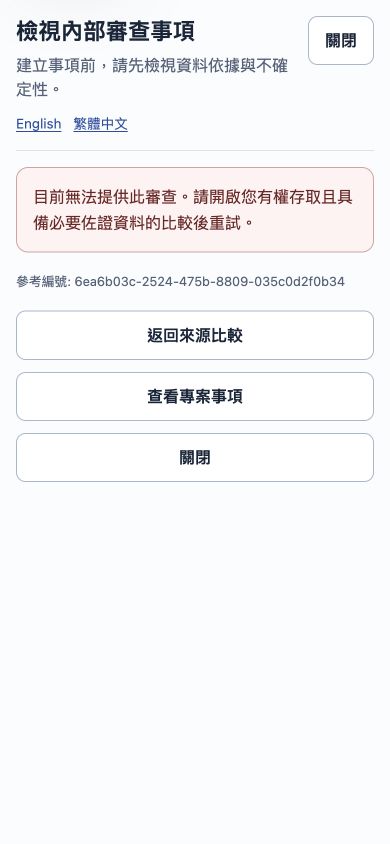 檢視內部審查事項
關閉
建立事項前，請先檢視資料依據與不確
定性。
English 繁體中文
目前無法提供此審查。請開啟您有權存取且具
備必要佐證資料的比較後重試。
參考編號: 6ea6b03c-2524-475b-8809-035c0d2f0b34
返回來源比較
查看專案事項
關閉